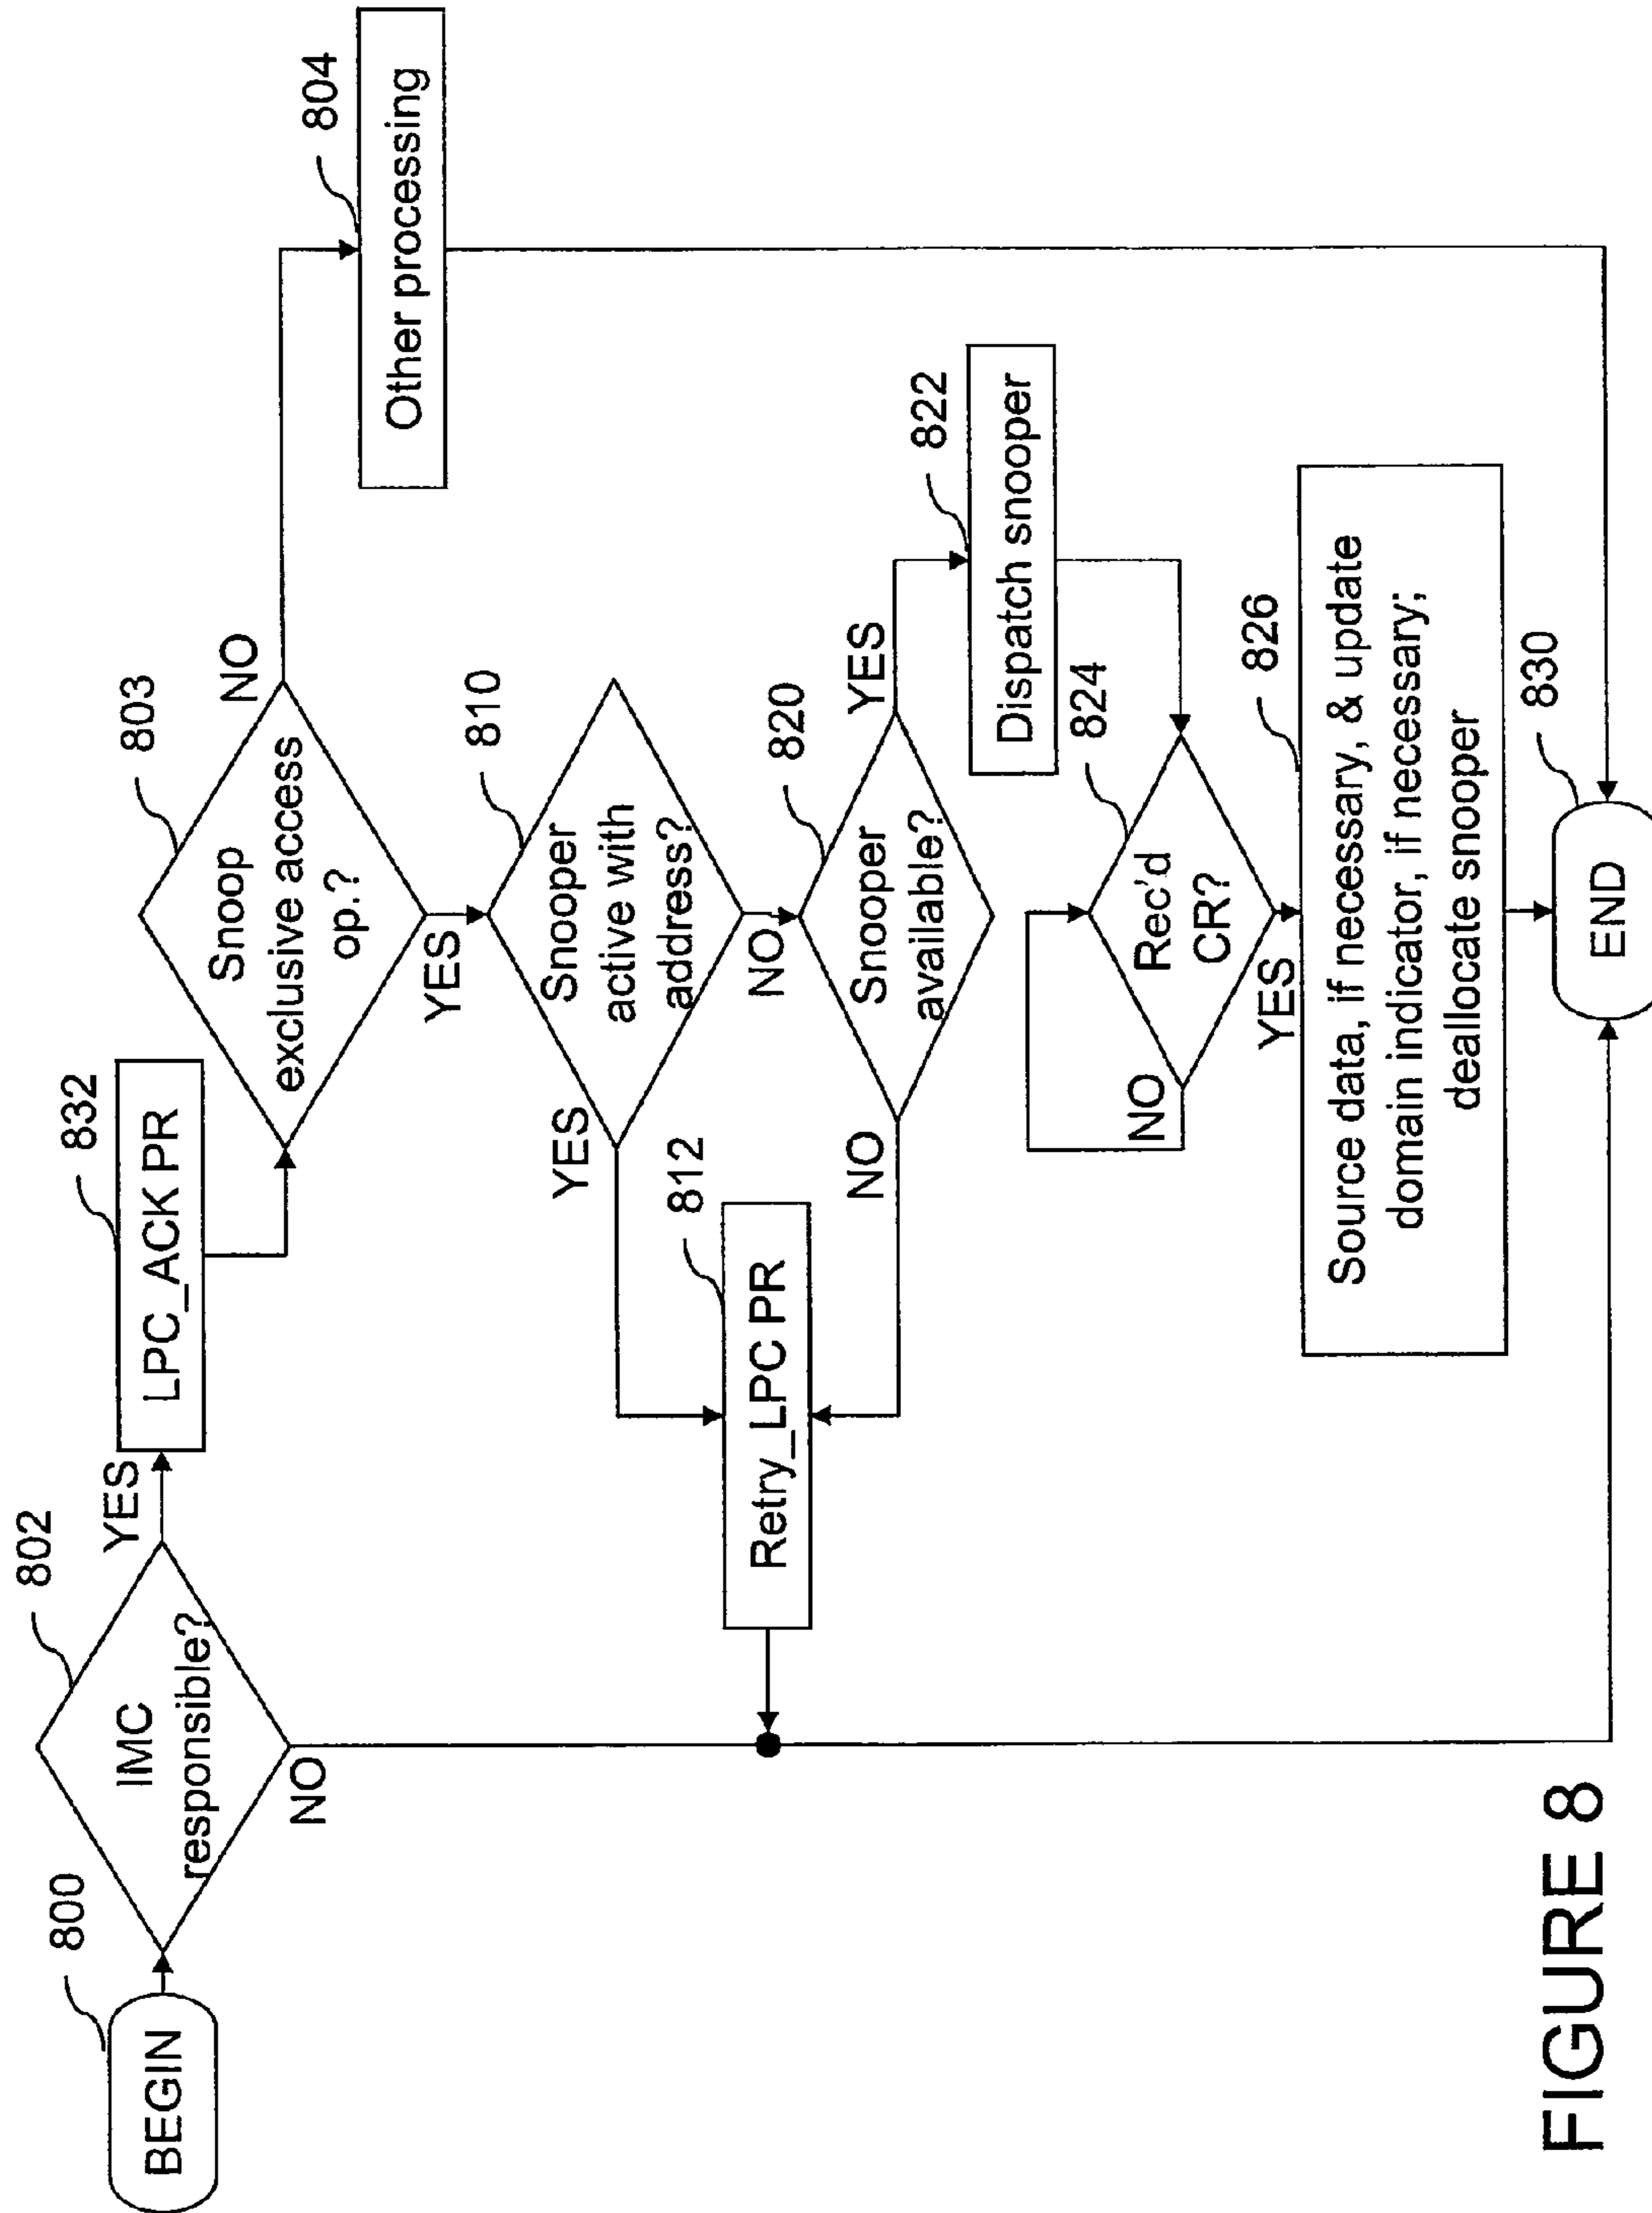 800
BEGIN
802
IMC
responsible?
YES
NO
832
LPC_ACK PR
803
Snoop
exclusive access
op.?
NO
YES
804
Other processing
810
Snooper
active with
address?
YES
NO
812
Retry_LPC PR
820
Snooper
available?
NO
YES
822
Dispatch snooper
824
Rec'd
CR?
NO
YES
826
Source data, if necessary, & update
domain indicator, if necessary;
deallocate snooper
830
END
FIGURE 8